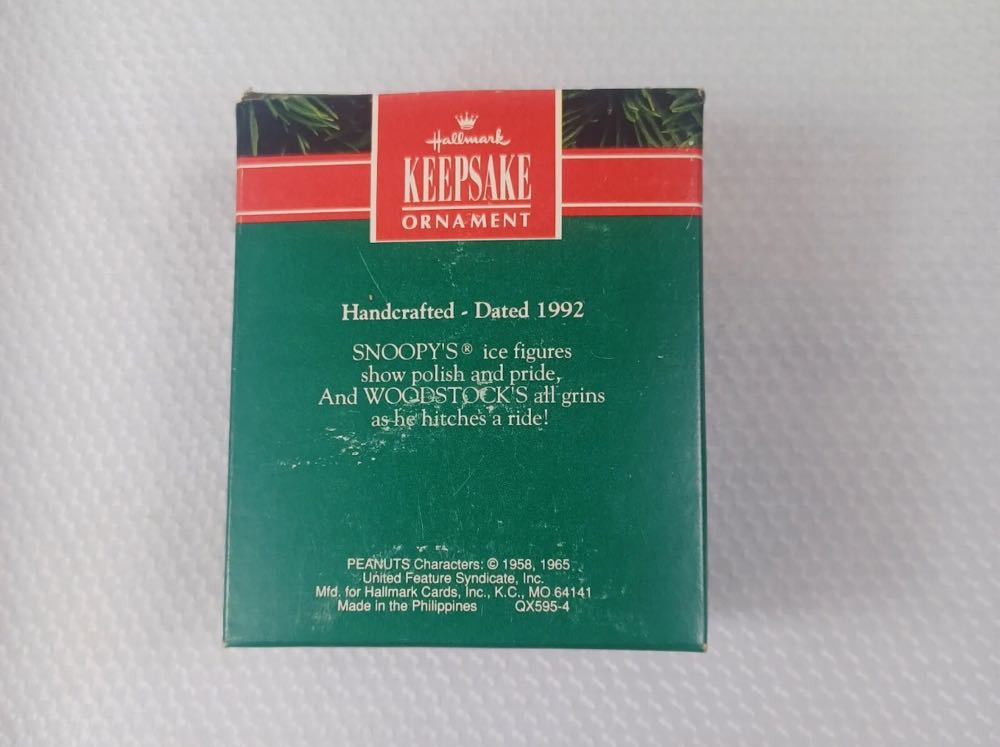 Hallmark
KEEPSAKE
ORNAMENT
Handcrafted - Dated 1992
SNOOPY'S® ice figures
show polish and pride,
And WOODSTOCK'S all grins
as he hitches a ride!
PEANUTS Characters: © 1958, 1965
United Feature Syndicate, Inc.
Mfd. for Hallmark Cards, Inc., K.C., MO 64141
Made in the Philippines QX595-4